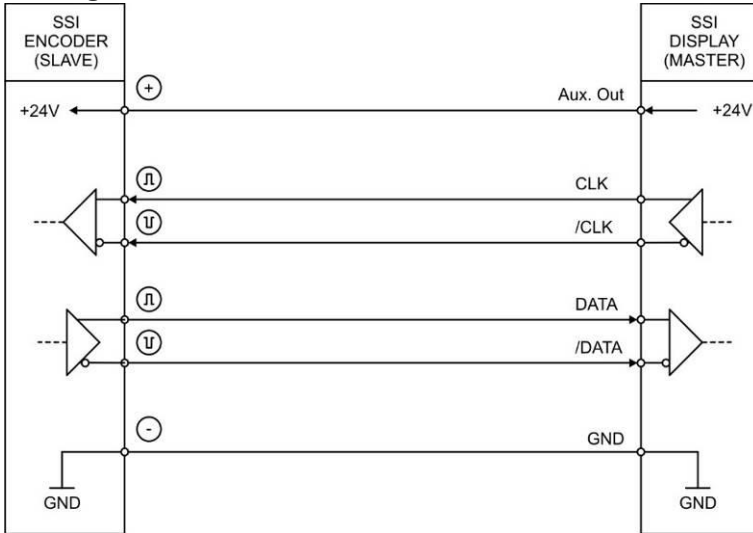 SSI
ENCODER
(SLAVE)
SSI
DISPLAY
(MASTER)
+
Aux. Out
+24V
+24V
CLK
/CLK
DATA
/DATA
-
GND
GND
GND